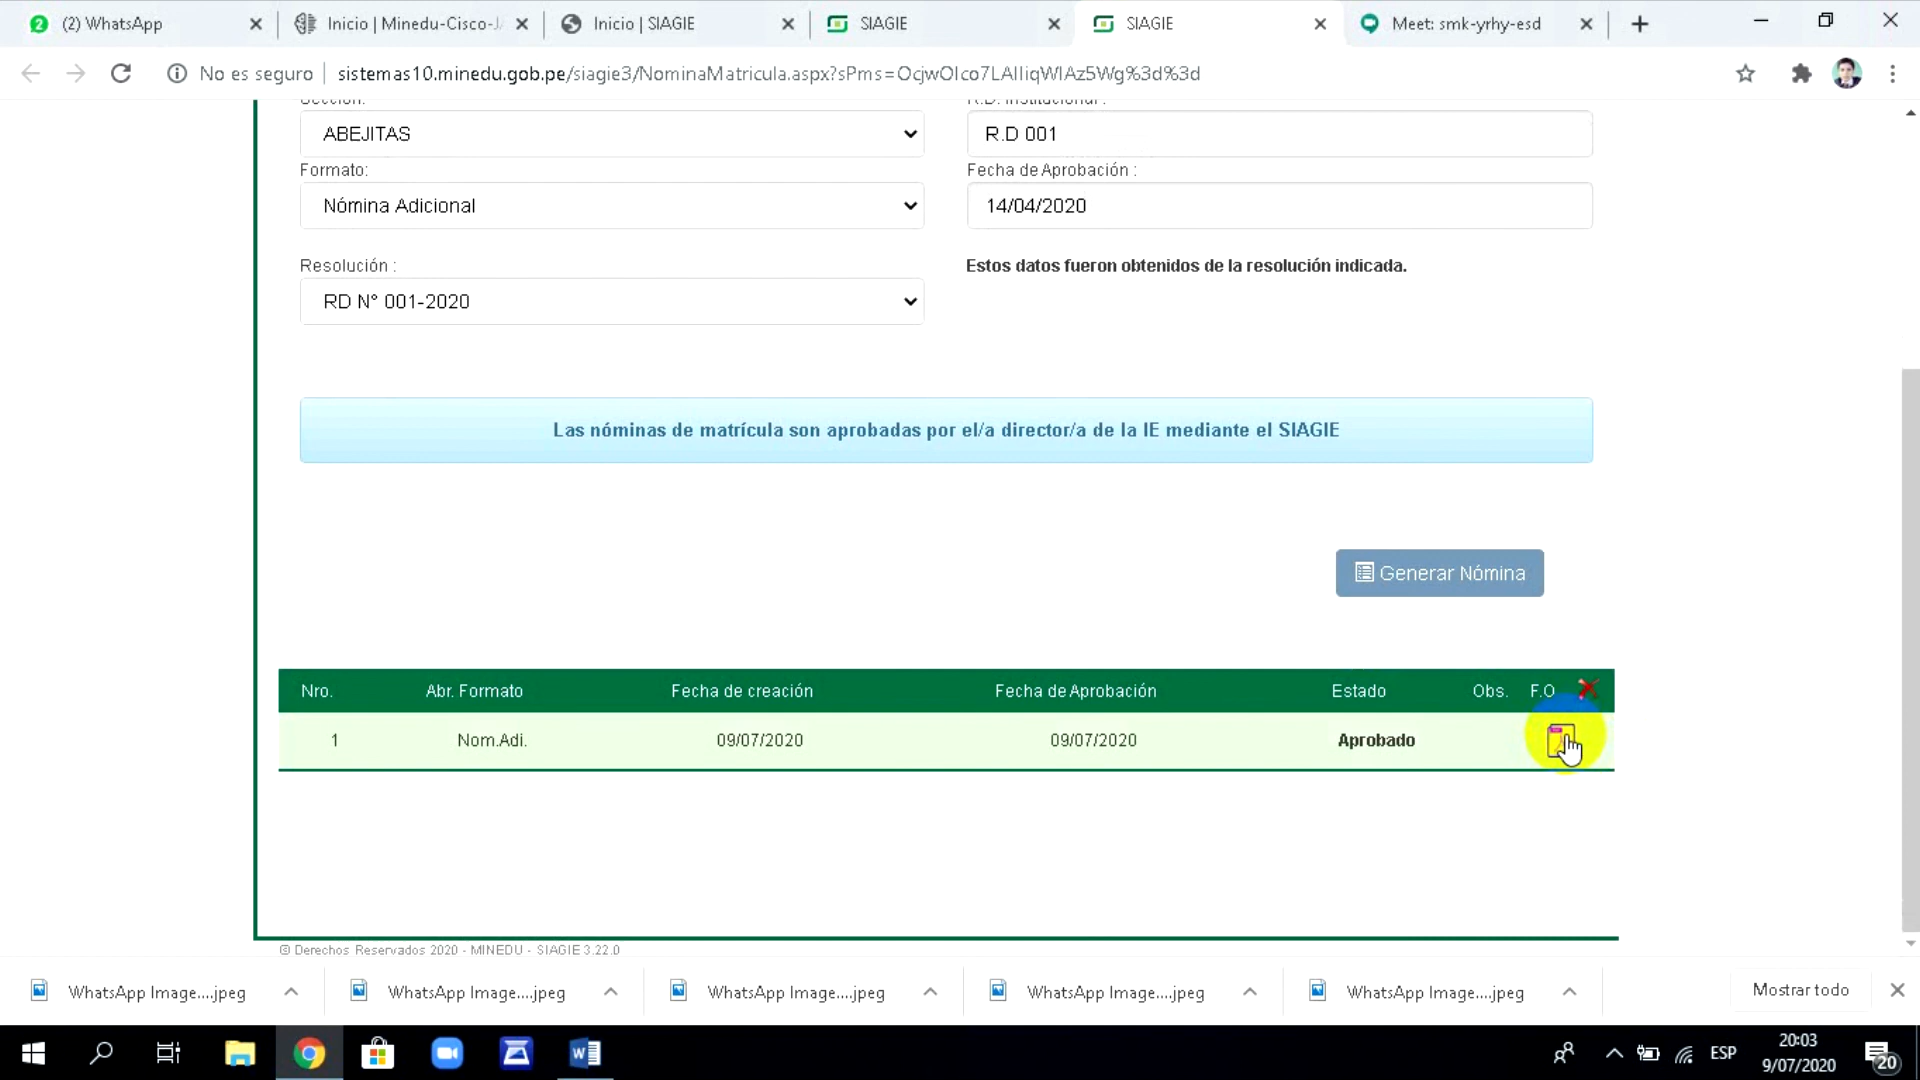 (2) WhatsApp
Inicio | Minedu-Cisco-J
Inicio | SIAGIE
SIAGIE
SIAGIE
Meet: smk-yrhy-esd
No es seguro
sistemas10.minedu.gob.pe/siagie3/NominaMatricula.aspx?sPms=OcjwOIco7LAIIiqWIAz5Wg%3d%3d
Sección:
R.D. Institucional :
ABEJITAS
R.D 001
Formato:
Fecha de Aprobación :
Nómina Adicional
14/04/2020
Resolución :
Estos datos fueron obtenidos de la resolución indicada.
RD N° 001-2020
Las nóminas de matrícula son aprobadas por el/a director/a de la IE mediante el SIAGIE
Generar Nómina
Nro. Abr. Formato Fecha de creación Fecha de Aprobación Estado Obs. F.O
1 Nom.Adi. 09/07/2020 09/07/2020 Aprobado
© Derechos Reservados 2020 - MINEDU - SIAGIE 3.22.0
WhatsApp Image....jpeg
WhatsApp Image....jpeg
WhatsApp Image....jpeg
WhatsApp Image....jpeg
WhatsApp Image....jpeg
Mostrar todo
ESP
20:03
9/07/2020
20